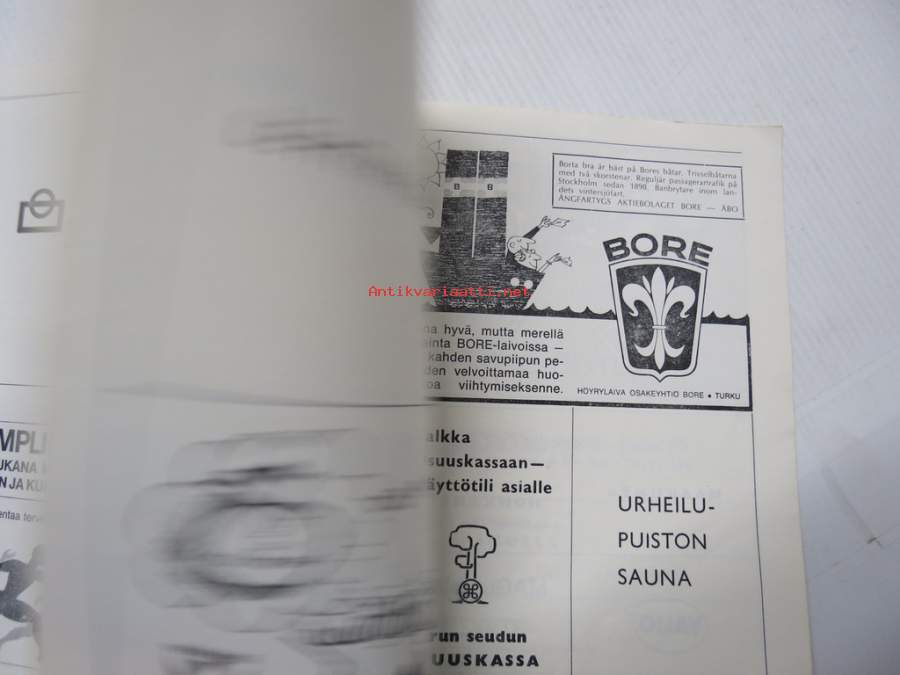 Borta bra är bäst på Bores båtar. Trisselbåtarna
med två skorstenar. Reguljär passagerartrafik på
Stockholm sedan 1898. Banbrytare inom lan-
dets vintersjöfart.
ÅNGFARTYGS AKTIEBOLAGET BORE — ÅBO
BORE
B B
Antikvariaatti.net
na hyvä, mutta merellä
inta BORE-laivoissa —
kahden savupiipun pe-
den velvoittamaa huo-
oa viihtymiseksenne.
HÖYRYLAIVA OSAKEYHTIÖ BORE • TURKU
alkka
suuskassaan—
äyttötili asialle
URHEILU-
PUISTON
SAUNA
run seudun
UUSKASSA
MPLI
UKANA
N JA KU
entaa terv